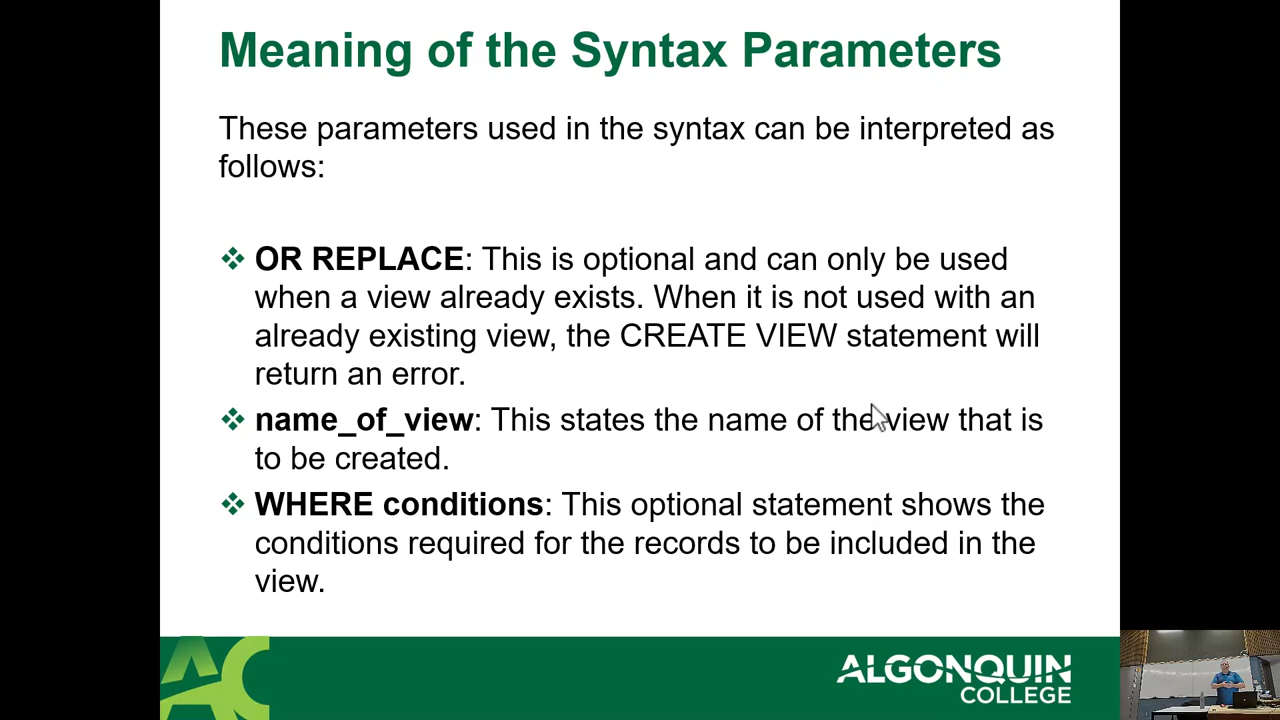 Meaning of the Syntax Parameters
These parameters used in the syntax can be interpreted as
follows:
❖ OR REPLACE: This is optional and can only be used
when a view already exists. When it is not used with an
already existing view, the CREATE VIEW statement will
return an error.
❖ name_of_view: This states the name of the view that is
to be created.
❖ WHERE conditions: This optional statement shows the
conditions required for the records to be included in the
view.
AC
ALGONQUIN
COLLEGE